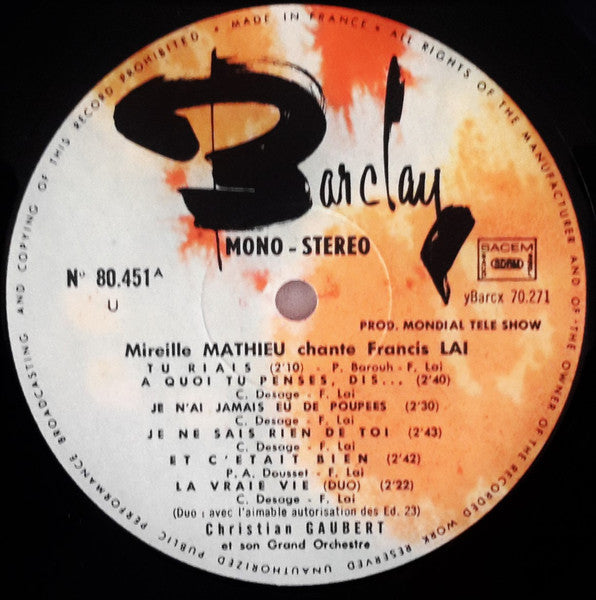 MADE IN FRANCE • ALL RIGHTS OF THE MANUFACTURER AND OF THE OWNER OF THE RECORDED WORK RESERVED UNAUTHORIZED PUBLIC PERFORMANCE BROADCASTING AND COPYING OF THIS RECORD PROHIBITED •
Barclay
MONO - STEREO
N° 80.451 A
U
SACEM
yBarcx 70.271
PROD. MONDIAL TELE SHOW
Mireille MATHIEU chante Francis LAI
TU RIAIS (2'10) - P. Barouh - F. Lai
A QUOI TU PENSES, DIS... (2'40)
C. Desage - F. Lai
JE N'AI JAMAIS EU DE POUPEES (2'30)
C. Desage - F. Lai
JE NE SAIS RIEN DE TOI (2'43)
C. Desage - F. Lai
ET C'ETAIT BIEN (2'42)
P. A. Dousset - F. Lai
LA VRAIE VIE (DUO) (2'22)
C. Desage - F. Lai
(Duo : avec l'aimable autorisation des Ed. 23)
Christian GAUBERT
et son Grand Orchestre